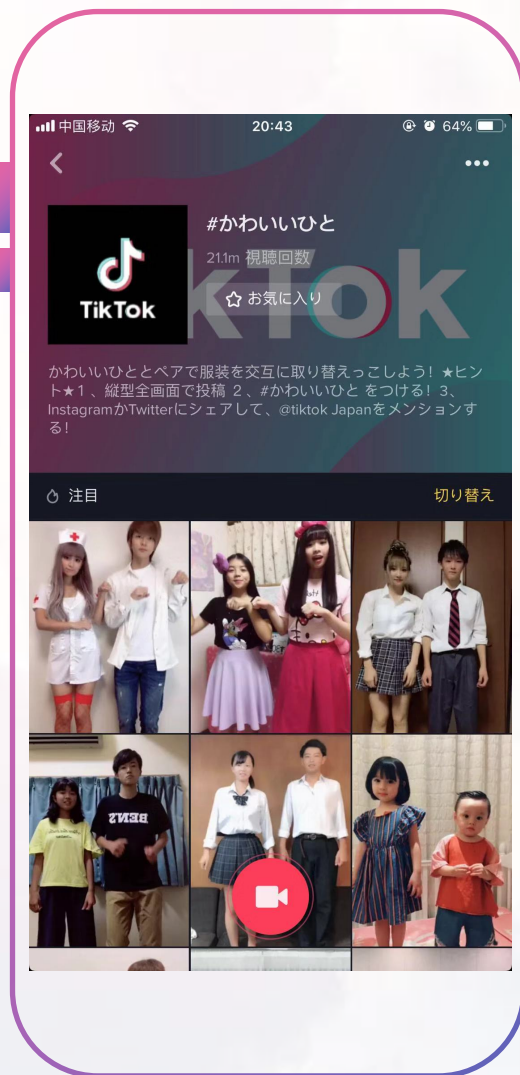 中国移动 20:43 64%
#かわいいひと
21.1m 視聴回数
お気に入り
TikTok
kTok
かわいいひととペアで服装を交互に取り替えっこしよう！★ヒン
ト★１、縦型全画面で投稿 ２、#かわいいひと をつける！３、
InstagramかTwitterにシェアして、@tiktok Japanをメンションす
る！
注目 切り替え
BENZ